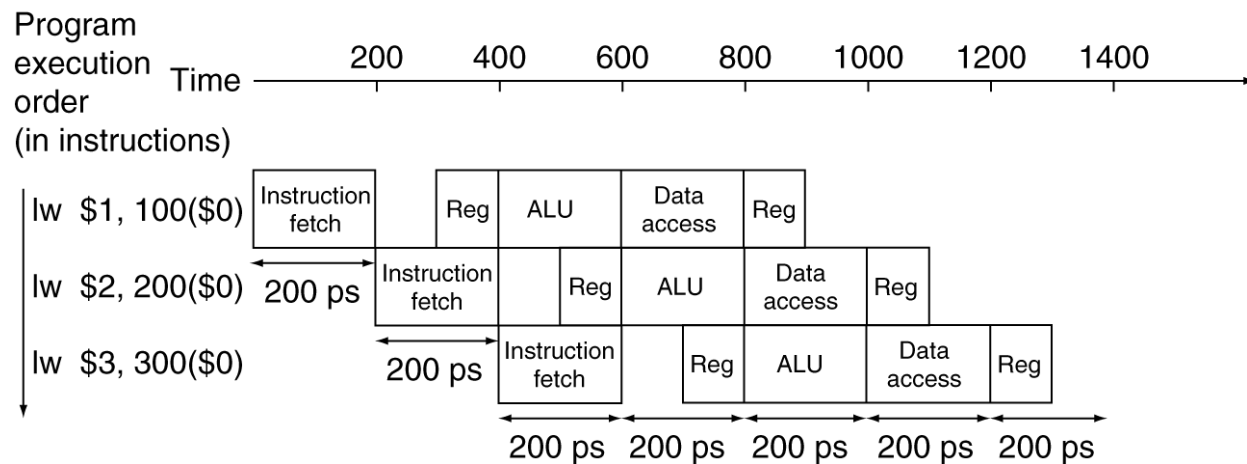 Program
execution
order
(in instructions)
Time
200 400 600 800 1000 1200 1400
lw $1, 100($0)
Instruction
fetch
Reg
ALU
Data
access
Reg
200 ps
lw $2, 200($0)
Instruction
fetch
Reg
ALU
Data
access
Reg
200 ps
lw $3, 300($0)
Instruction
fetch
Reg
ALU
Data
access
Reg
200 ps 200 ps 200 ps 200 ps 200 ps